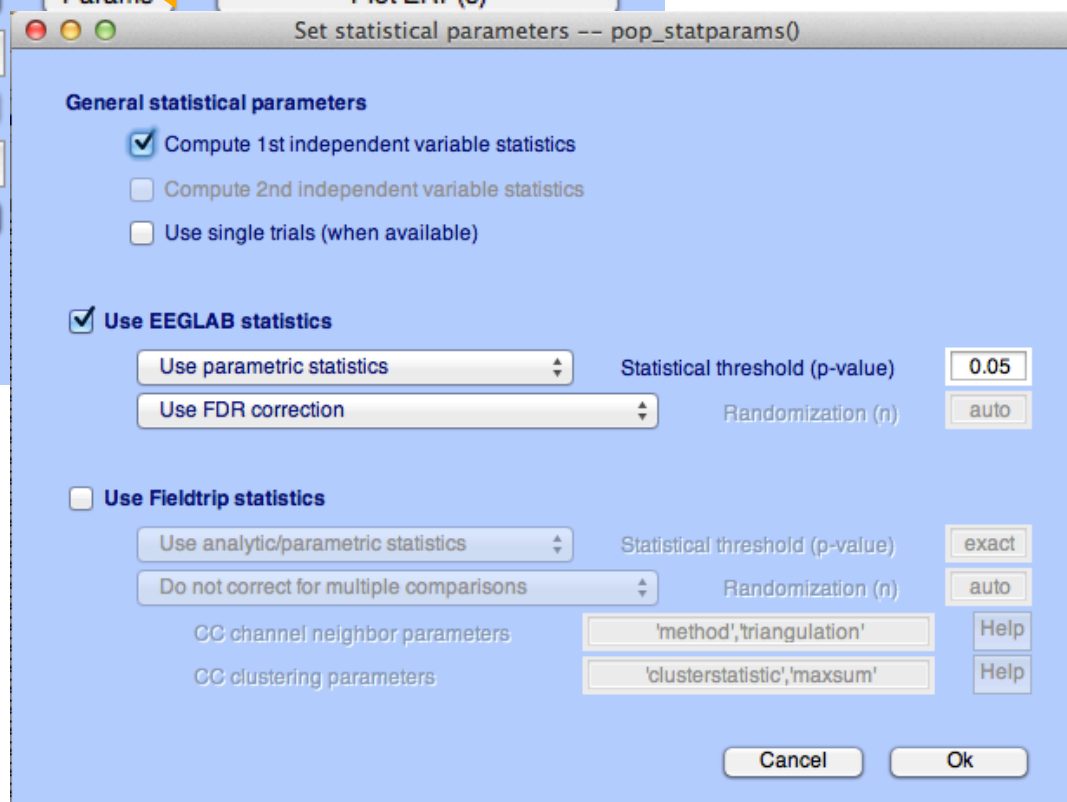 Params
Plot ERP(s)
Set statistical parameters -- pop_statparams()
General statistical parameters
Compute 1st independent variable statistics
Compute 2nd independent variable statistics
Use single trials (when available)
Use EEGLAB statistics
Use parametric statistics Statistical threshold (p-value) 0.05
Use FDR correction Randomization (n) auto
Use Fieldtrip statistics
Use analytic/parametric statistics Statistical threshold (p-value) exact
Do not correct for multiple comparisons Randomization (n) auto
CC channel neighbor parameters 'method','triangulation' Help
CC clustering parameters 'clusterstatistic','maxsum' Help
Cancel Ok